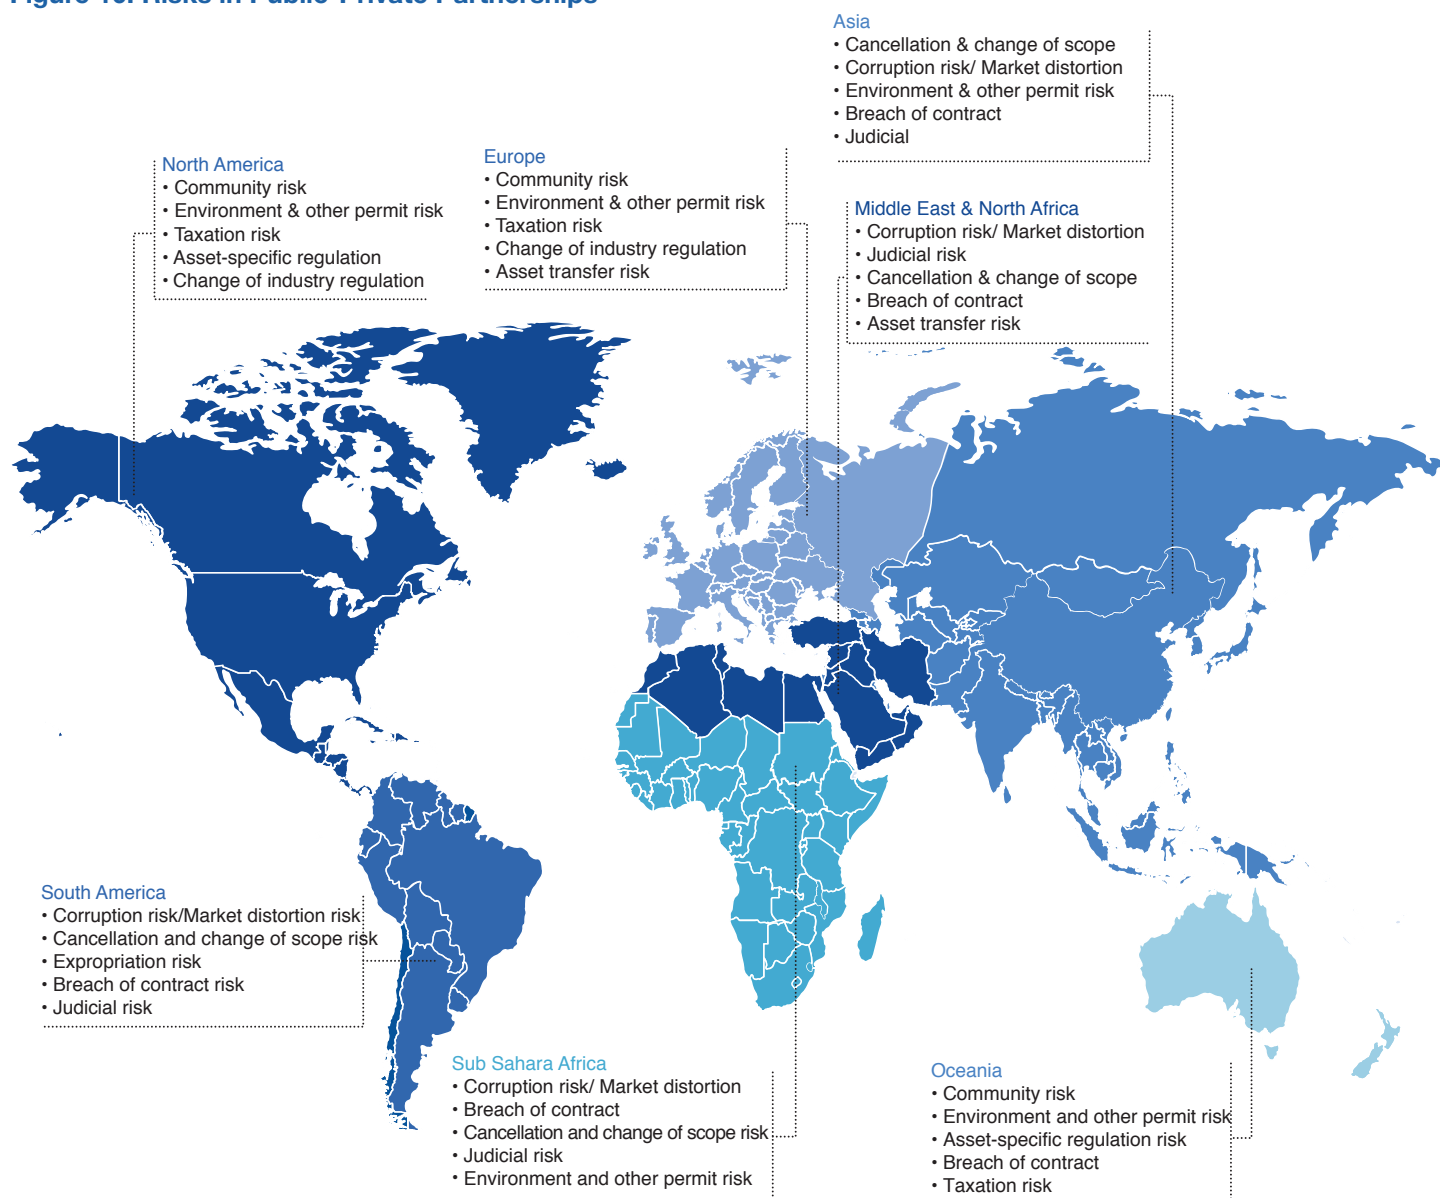 Asia
• Cancellation & change of scope
• Corruption risk/ Market distortion
• Environment & other permit risk
• Breach of contract
• Judicial
North America
• Community risk
• Environment & other permit risk
• Taxation risk
• Asset-specific regulation
• Change of industry regulation
Europe
• Community risk
• Environment & other permit risk
• Taxation risk
• Change of industry regulation
• Asset transfer risk
Middle East & North Africa
• Corruption risk/ Market distortion
• Judicial risk
• Cancellation & change of scope
• Breach of contract
• Asset transfer risk
South America
• Corruption risk/Market distortion risk
• Cancellation and change of scope risk
• Expropriation risk
• Breach of contract risk
• Judicial risk
Sub Sahara Africa
• Corruption risk/ Market distortion
• Breach of contract
• Cancellation and change of scope risk
• Judicial risk
• Environment and other permit risk
Oceania
• Community risk
• Environment and other permit risk
• Asset-specific regulation risk
• Breach of contract
• Taxation risk